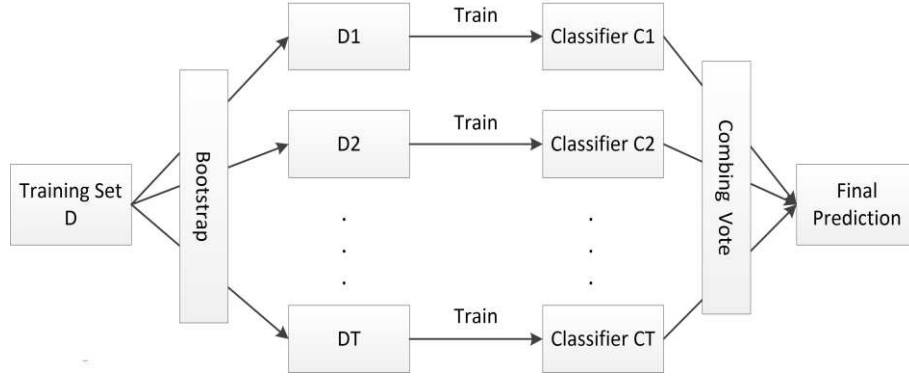 Training Set
D
Bootstrap
D1
Train
Classifier C1
D2
Train
Classifier C2
.
.
.
.
.
.
DT
Train
Classifier CT
Combing Vote
Final
Prediction